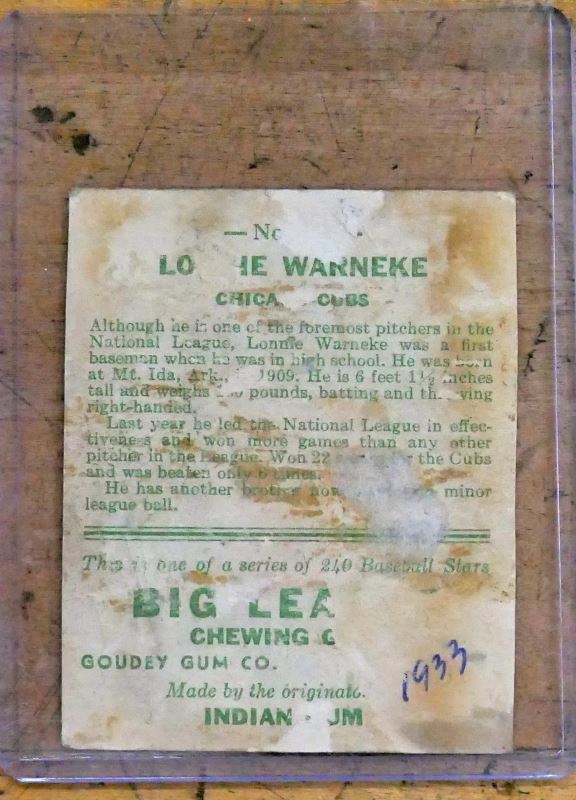 — No
LO IE WARNEKE
CHICA CUBS
Although he is one of the foremost pitchers in the
National League, Lonnie Warneke was a first
baseman when he was in high school. He was born
at Mt. Ida, Ark., 1909. He is 6 feet 1½ inches
tall and weighs pounds, batting and th ving
right-handed.
Last year he led the National League in effec-
tiveness and won more games than any other
pitcher in the League. Won 22 the Cubs
and was beaten only 6 times.
He has another brother now minor
league ball.
This is one of a series of 240 Baseball Stars
BIG LEA
CHEWING G
GOUDEY GUM CO.
Made by the originato
INDIAN UM
1933